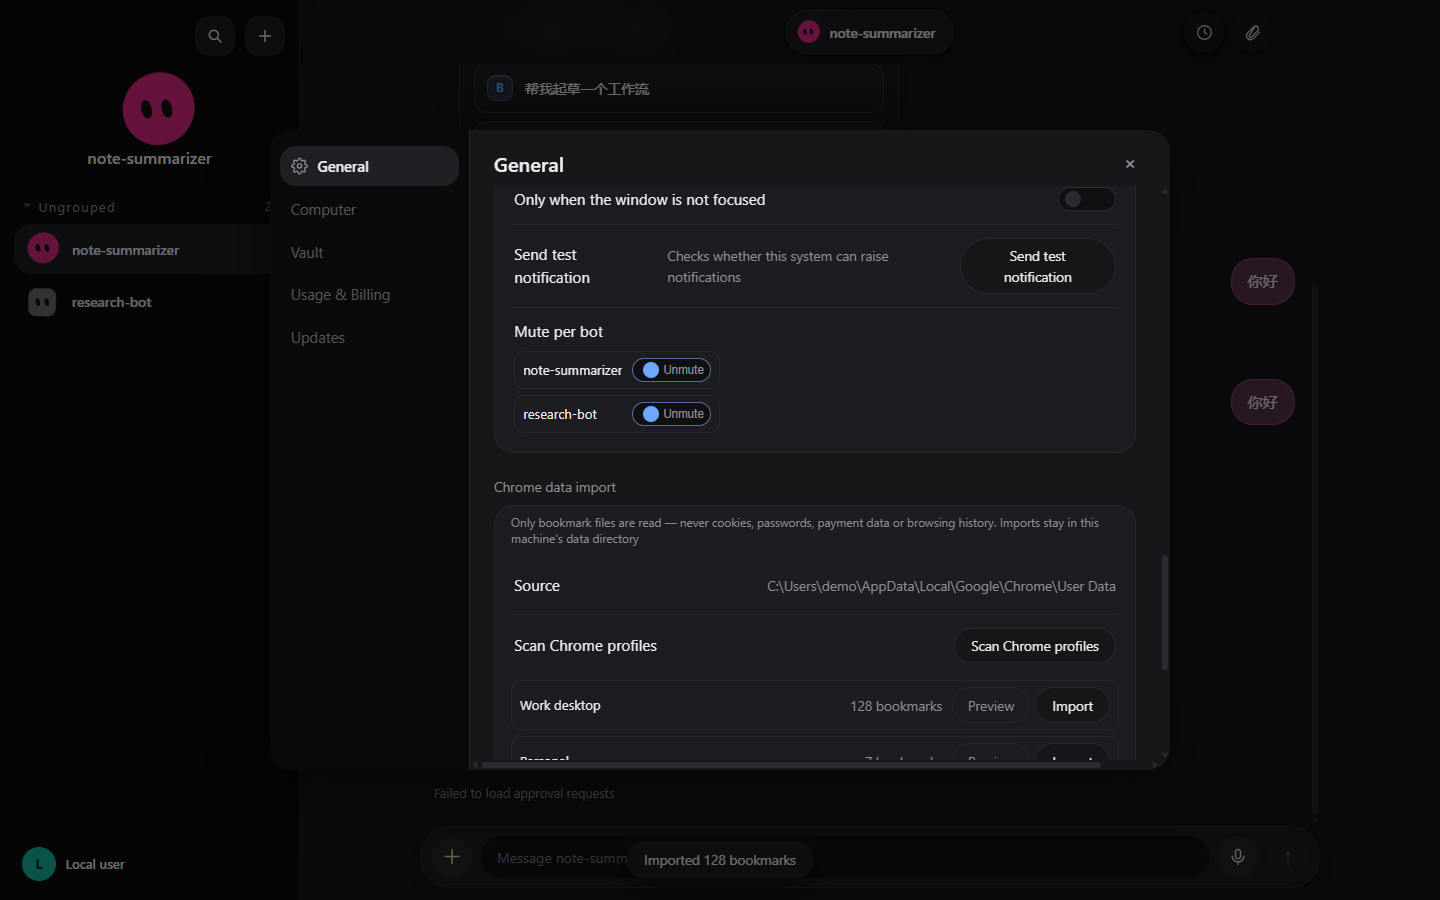 note-summarizer
B
帮我起草一个工作流
note-summarizer
Ungrouped
note-summarizer
research-bot
General
Computer
Vault
Usage & Billing
Updates
General
Only when the window is not focused
Send test
notification
Checks whether this system can raise
notifications
Send test
notification
Mute per bot
note-summarizer
Unmute
research-bot
Unmute
Chrome data import
Only bookmark files are read — never cookies, passwords, payment data or browsing history. Imports stay in this
machine's data directory
Source
C:\Users\demo\AppData\Local\Google\Chrome\User Data
Scan Chrome profiles
Scan Chrome profiles
Work desktop
128 bookmarks
Preview
Import
你好
你好
Failed to load approval requests
Message note-summ
Imported 128 bookmarks
L
Local user